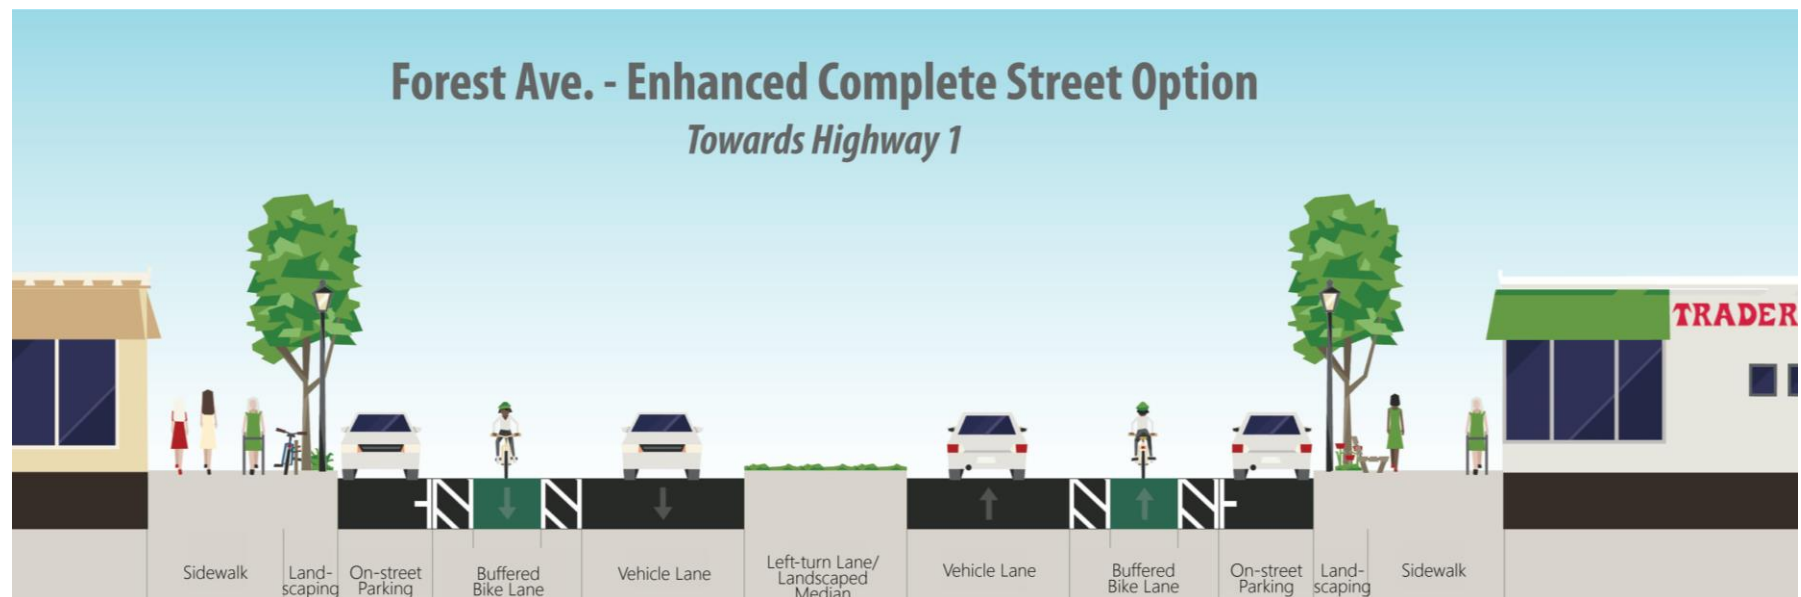 Forest Ave. - Enhanced Complete Street Option
Towards Highway 1
TRADER
Sidewalk
Land-
scaping
On-street
Parking
Buffered
Bike Lane
Vehicle Lane
Left-turn Lane/
Landscaped
Median
Vehicle Lane
Buffered
Bike Lane
On-street
Parking
Land-
scaping
Sidewalk